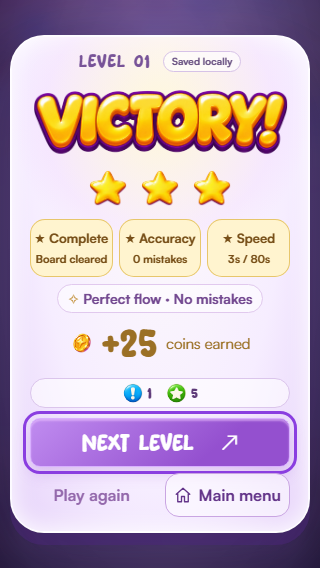 LEVEL 01 Saved locally
VICTORY!
★ Complete ★ Accuracy ★ Speed
Board cleared 0 mistakes 3s / 80s
✧ Perfect flow · No mistakes
+25 coins earned
1 5
NEXT LEVEL ↗
Play again Main menu